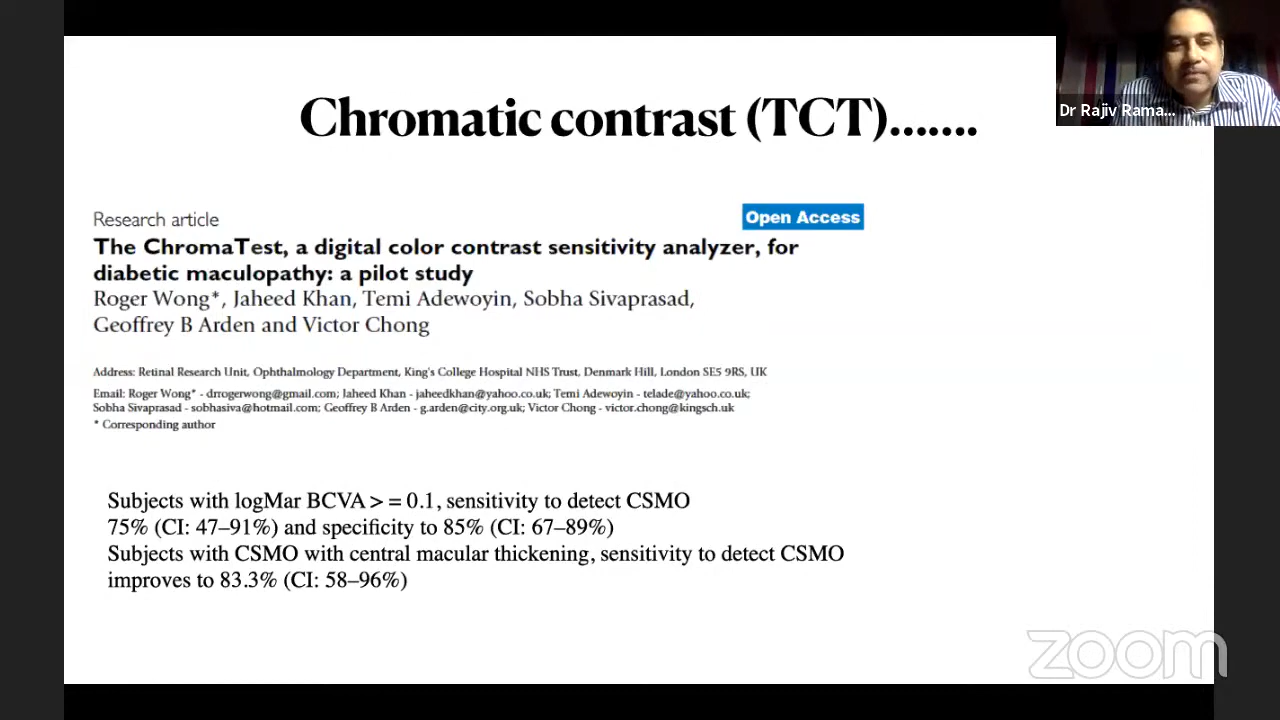 Chromatic contrast (TCT).......
Dr Rajiv Rama...
Research article
Open Access
The ChromaTest, a digital color contrast sensitivity analyzer, for
diabetic maculopathy: a pilot study
Roger Wong*, Jaheed Khan, Temi Adewoyin, Sobha Sivaprasad,
Geoffrey B Arden and Victor Chong
Address: Retinal Research Unit, Ophthalmology Department, King's College Hospital NHS Trust, Denmark Hill, London SE5 9RS, UK
Email: Roger Wong* - drrogerwong@gmail.com; Jaheed Khan - jaheedkhan@yahoo.co.uk; Temi Adewoyin - telade@yahoo.co.uk;
Sobha Sivaprasad - sobhasiva@hotmail.com; Geoffrey B Arden - g.arden@city.org.uk; Victor Chong - victor.chong@kingsch.uk
* Corresponding author
Subjects with logMar BCVA > = 0.1, sensitivity to detect CSMO
75% (CI: 47–91%) and specificity to 85% (CI: 67–89%)
Subjects with CSMO with central macular thickening, sensitivity to detect CSMO
improves to 83.3% (CI: 58–96%)
zoom